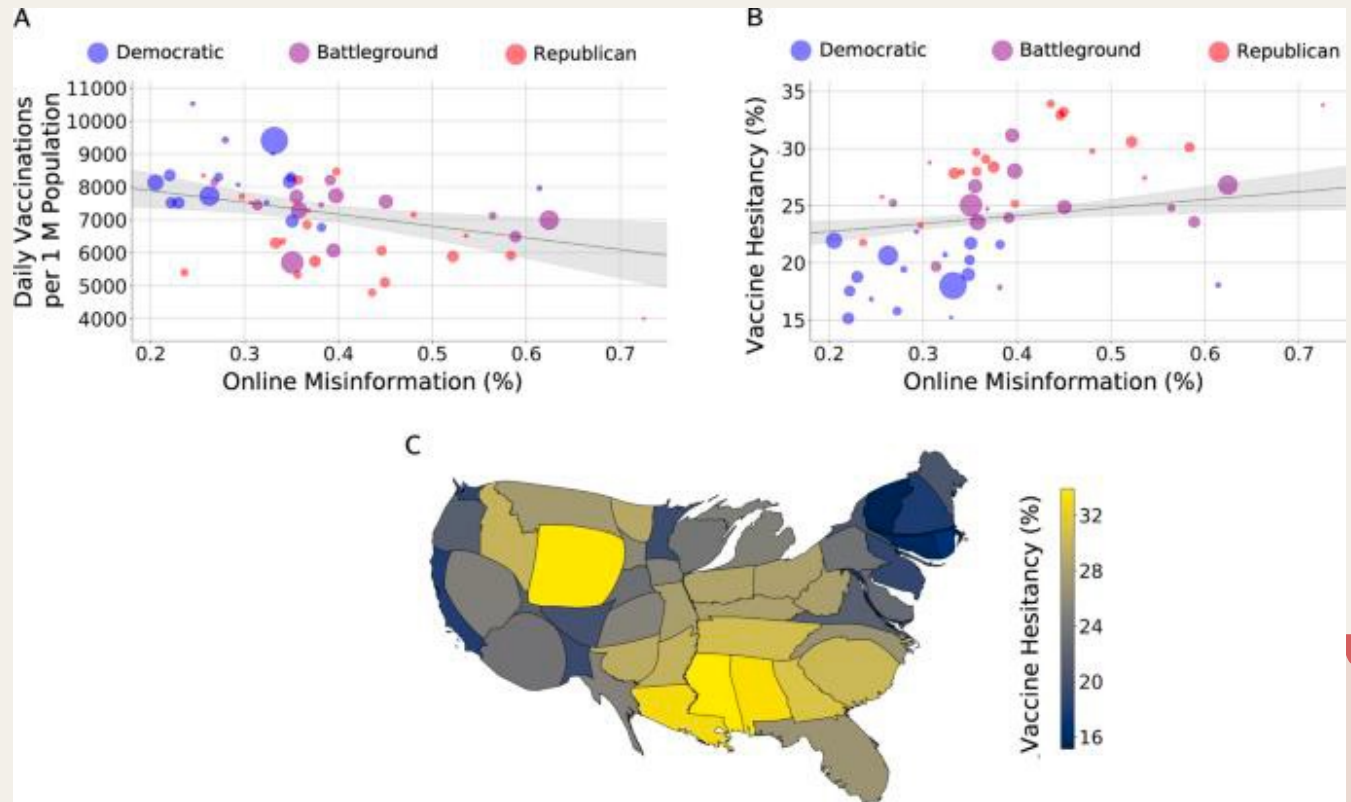 A
Democratic Battleground Republican
Daily Vaccinations
per 1 M Population
11000
10000
9000
8000
7000
6000
5000
4000
0.2 0.3 0.4 0.5 0.6 0.7
Online Misinformation (%)
B
Democratic Battleground Republican
Vaccine Hesitancy (%)
35
30
25
20
15
0.2 0.3 0.4 0.5 0.6 0.7
Online Misinformation (%)
C
Vaccine Hesitancy (%)
32
28
24
20
16